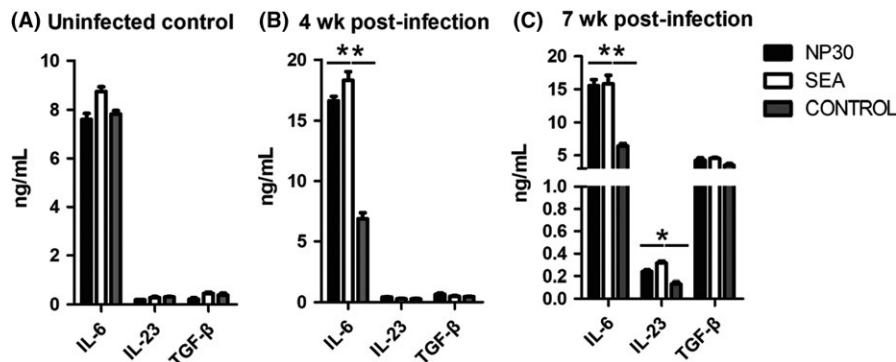 (A) Uninfected control
(B) 4 wk post-infection
(C) 7 wk post-infection
ng/mL
10
8
6
4
2
0
IL-6
IL-23
TGF-β
ng/mL
20
15
10
5
0
**
IL-6
IL-23
TGF-β
ng/mL
20
15
10
5
1.0
0.8
0.6
0.4
0.2
0.0
**
*
IL-6
IL-23
TGF-β
NP30
SEA
CONTROL